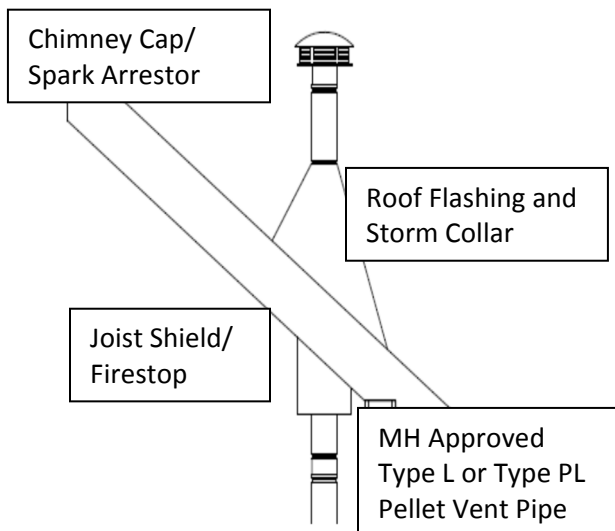 Chimney Cap/
Spark Arrestor
Roof Flashing and
Storm Collar
Joist Shield/
Firestop
MH Approved
Type L or Type PL
Pellet Vent Pipe